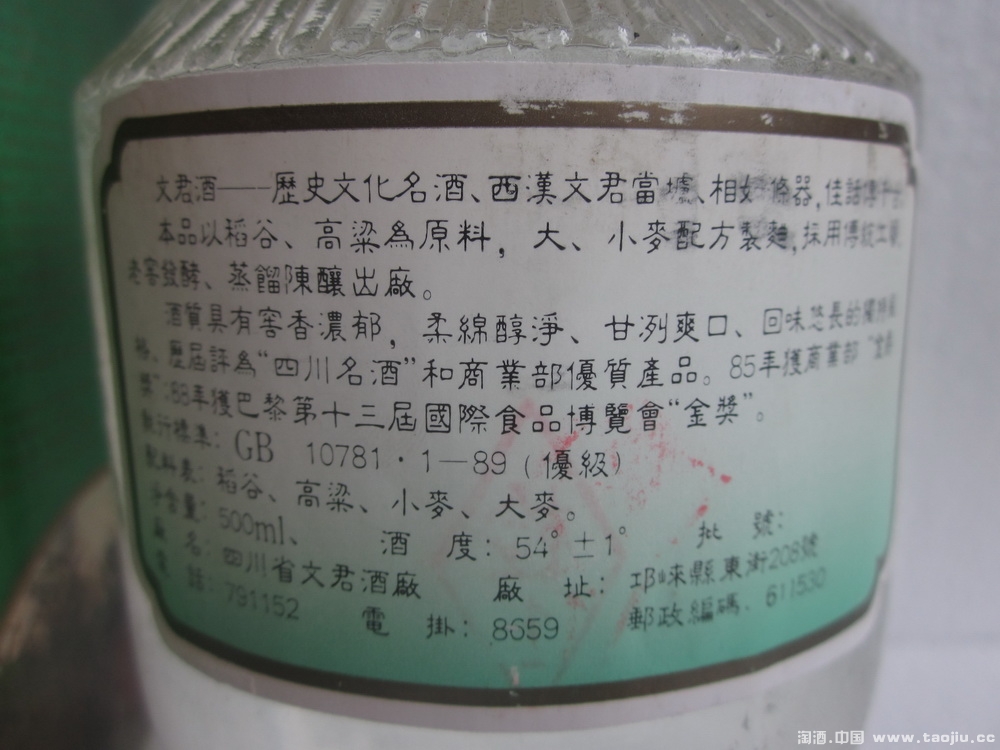 文君酒——歷史文化名酒、西漢文君當壚、相如滌器,佳話傳千
本品以稻谷、高粱為原料,大、小麥配方製麯,採用傳統工藝
老窖發酵、蒸餾陳釀出廠。
酒質具有窖香濃郁,柔綿醇淨、甘洌爽口、回味悠長的獨特風
格。歷屆評為“四川名酒”和商業部優質產品。85年獲商業部“金爵
獎”;88年獲巴黎第十三屆國際食品博覽會“金獎”。
執行標準: GB 10781·1—89(優級)
配料表: 稻谷、高粱、小麥、大麥。
淨含量: 500ml、 酒 度: 54°±1° 批 號:
廠 名: 四川省文君酒廠 廠 址: 邛崍縣東街208號
電 話: 791152 電 掛: 8659 郵政編碼. 611530
淘酒.中国 www.taojiu.cc